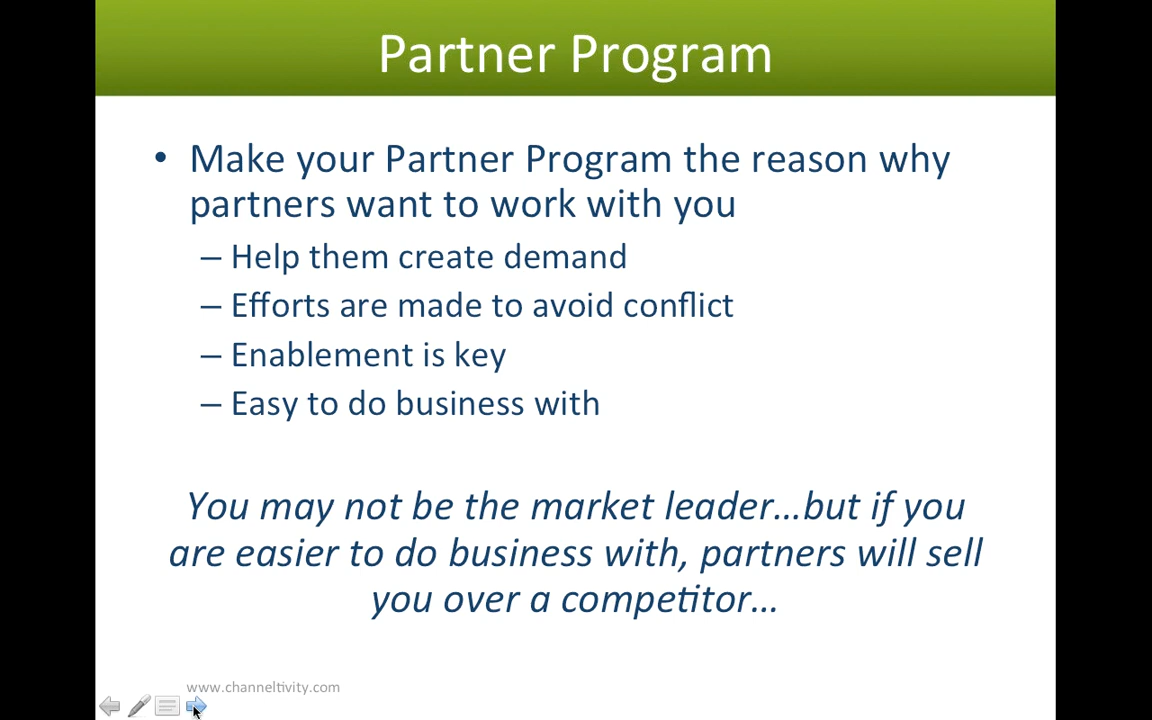 Partner Program
• Make your Partner Program the reason why
partners want to work with you
– Help them create demand
– Efforts are made to avoid conflict
– Enablement is key
– Easy to do business with
You may not be the market leader...but if you
are easier to do business with, partners will sell
you over a competitor...
www.channeltivity.com